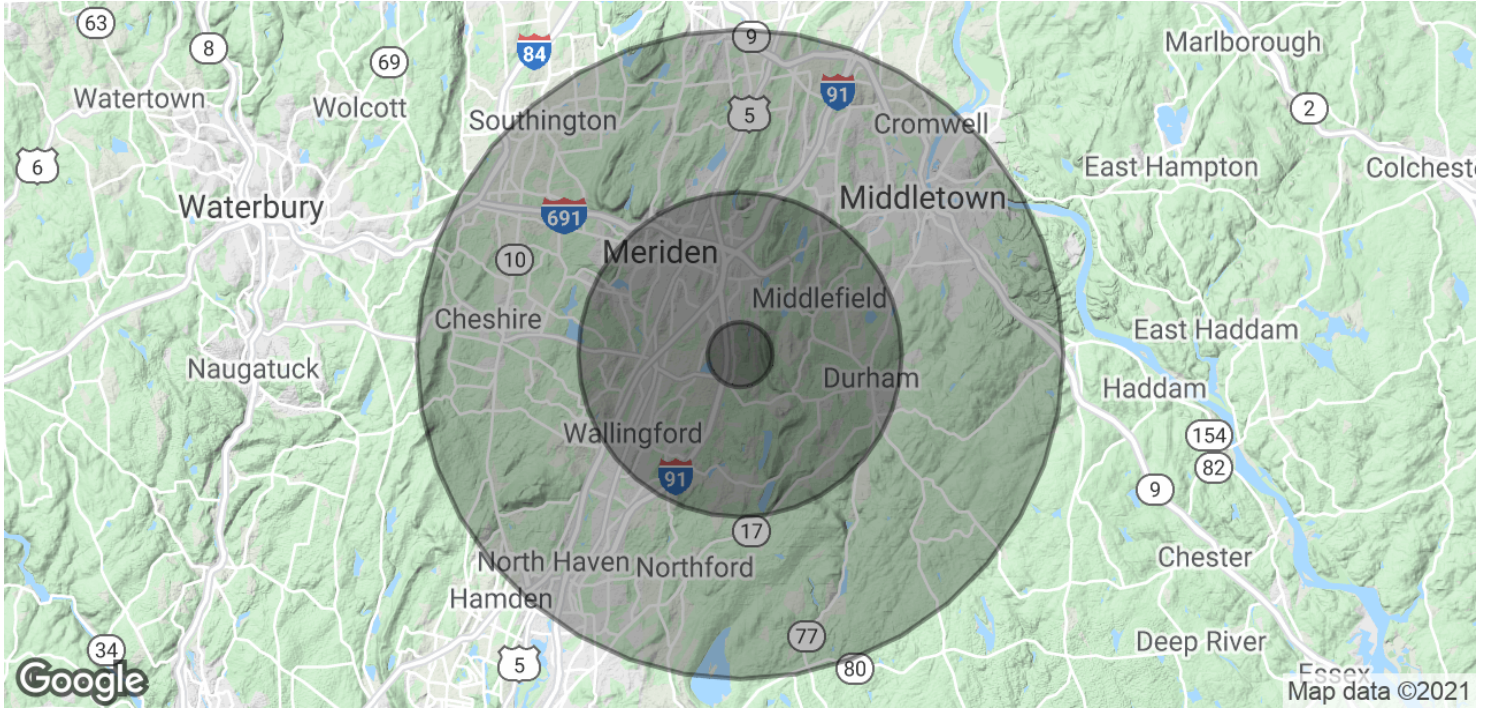 63
9
84
Marlborough
8
69
91
Watertown
Wolcott
5
2
Southington
Cromwell
6
East Hampton
Colcheste
Waterbury
Middletown
691
Meriden
10
Middlefield
Cheshire
East Haddam
Naugatuck
Durham
Haddam
Wallingford
154
82
91
9
17
North Haven
Northford
Chester
Hamden
77
Deep River
34
5
80
Essex
Google
Map data ©2021